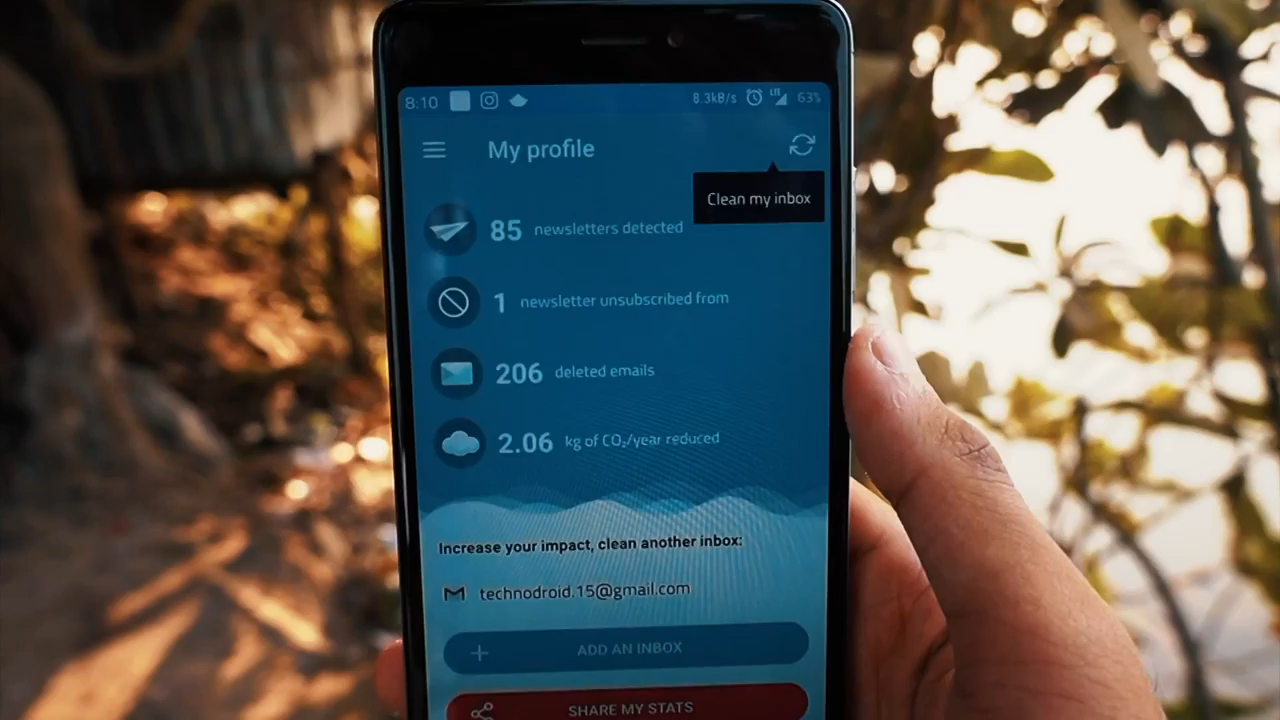 8:10 8.3kB/s LTE 63%
My profile
Clean my inbox
85 newsletters detected
1 newsletter unsubscribed from
206 deleted emails
2.06 kg of CO₂/year reduced
Increase your impact, clean another inbox:
technodroid.15@gmail.com
+ ADD AN INBOX
SHARE MY STATS